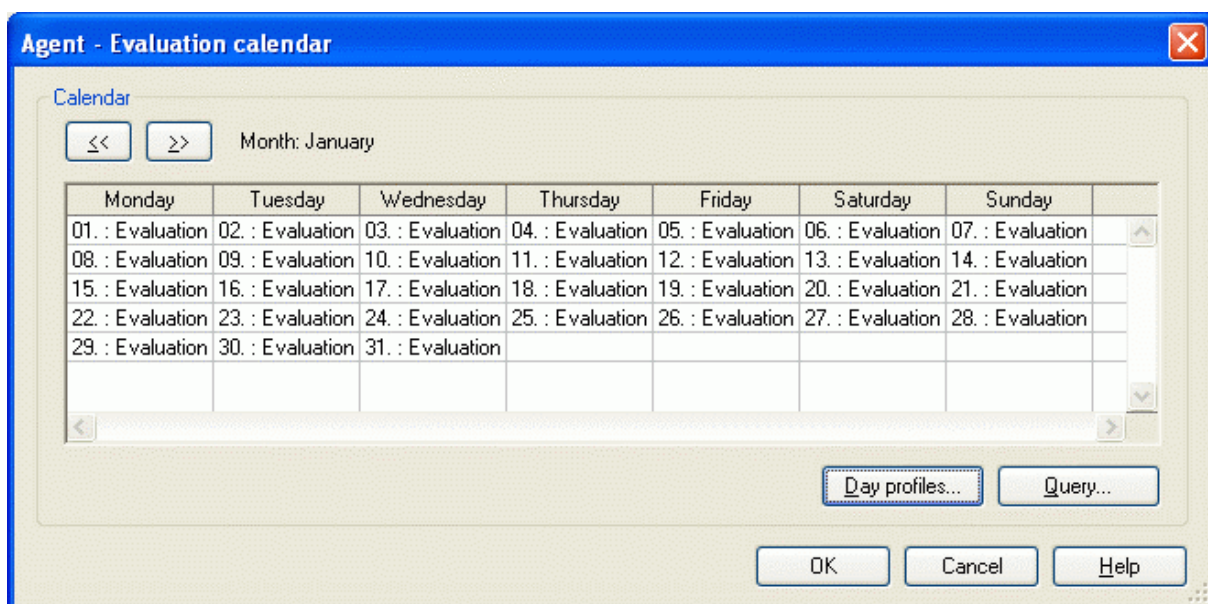 Agent - Evaluation calendar
Calendar
<< >> Month: January
Monday Tuesday Wednesday Thursday Friday Saturday Sunday
01. : Evaluation 02. : Evaluation 03. : Evaluation 04. : Evaluation 05. : Evaluation 06. : Evaluation 07. : Evaluation
08. : Evaluation 09. : Evaluation 10. : Evaluation 11. : Evaluation 12. : Evaluation 13. : Evaluation 14. : Evaluation
15. : Evaluation 16. : Evaluation 17. : Evaluation 18. : Evaluation 19. : Evaluation 20. : Evaluation 21. : Evaluation
22. : Evaluation 23. : Evaluation 24. : Evaluation 25. : Evaluation 26. : Evaluation 27. : Evaluation 28. : Evaluation
29. : Evaluation 30. : Evaluation 31. : Evaluation
Day profiles... Query...
OK Cancel Help